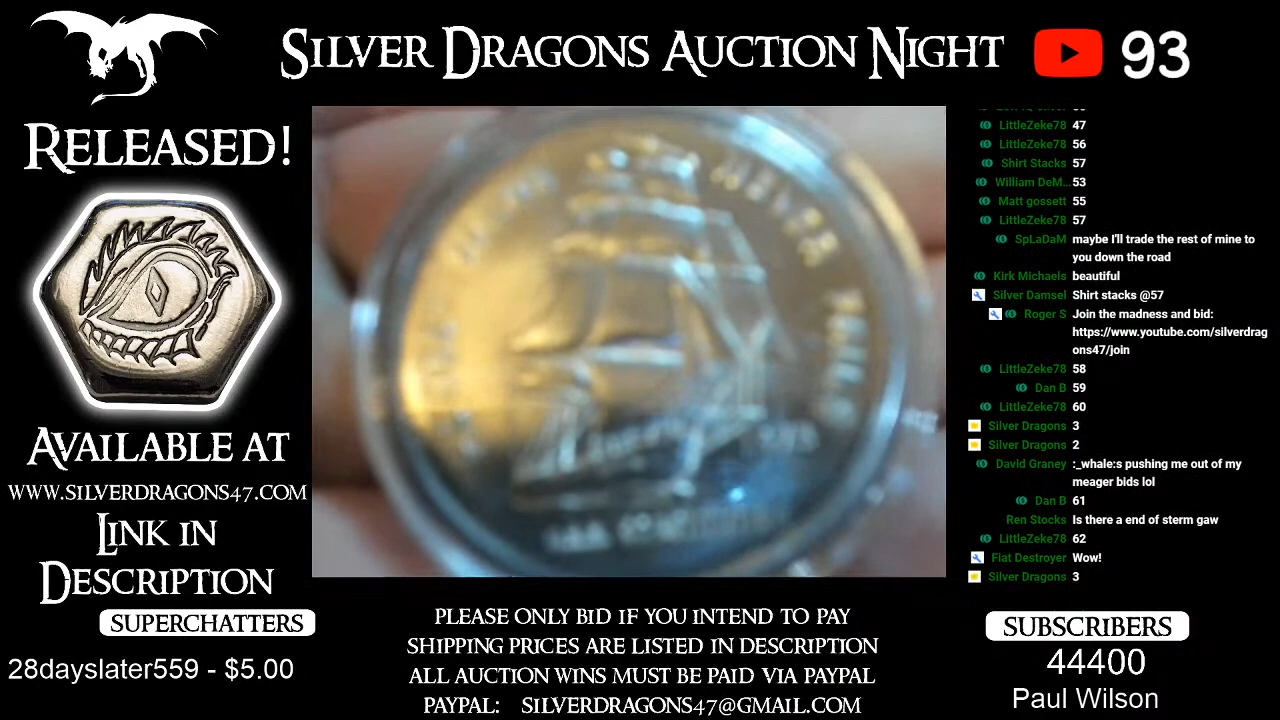 SILVER DRAGONS AUCTION NIGHT
93
RELEASED!
AVAILABLE AT
WWW.SILVERDRAGONS47.COM
LINK IN
DESCRIPTION
SUPERCHATTERS
28dayslater559 - $5.00
LittleZeke78 47
LittleZeke78 56
Shirt Stacks 57
William DeM... 53
Matt gossett 55
LittleZeke78 57
SpLaDaM maybe I'll trade the rest of mine to
you down the road
Kirk Michaels beautiful
Silver Damsel Shirt stacks @57
Roger S Join the madness and bid:
https://www.youtube.com/silverdrag
ons47/join
LittleZeke78 58
Dan B 59
LittleZeke78 60
Silver Dragons 3
Silver Dragons 2
David Graney :_whale:s pushing me out of my
meager bids lol
Dan B 61
Ren Stocks Is there a end of sterm gaw
LittleZeke78 62
Fiat Destroyer Wow!
Silver Dragons 3
PLEASE ONLY BID IF YOU INTEND TO PAY
SHIPPING PRICES ARE LISTED IN DESCRIPTION
ALL AUCTION WINS MUST BE PAID VIA PAYPAL
PAYPAL: SILVERDRAGONS47@GMAIL.COM
SUBSCRIBERS
44400
Paul Wilson